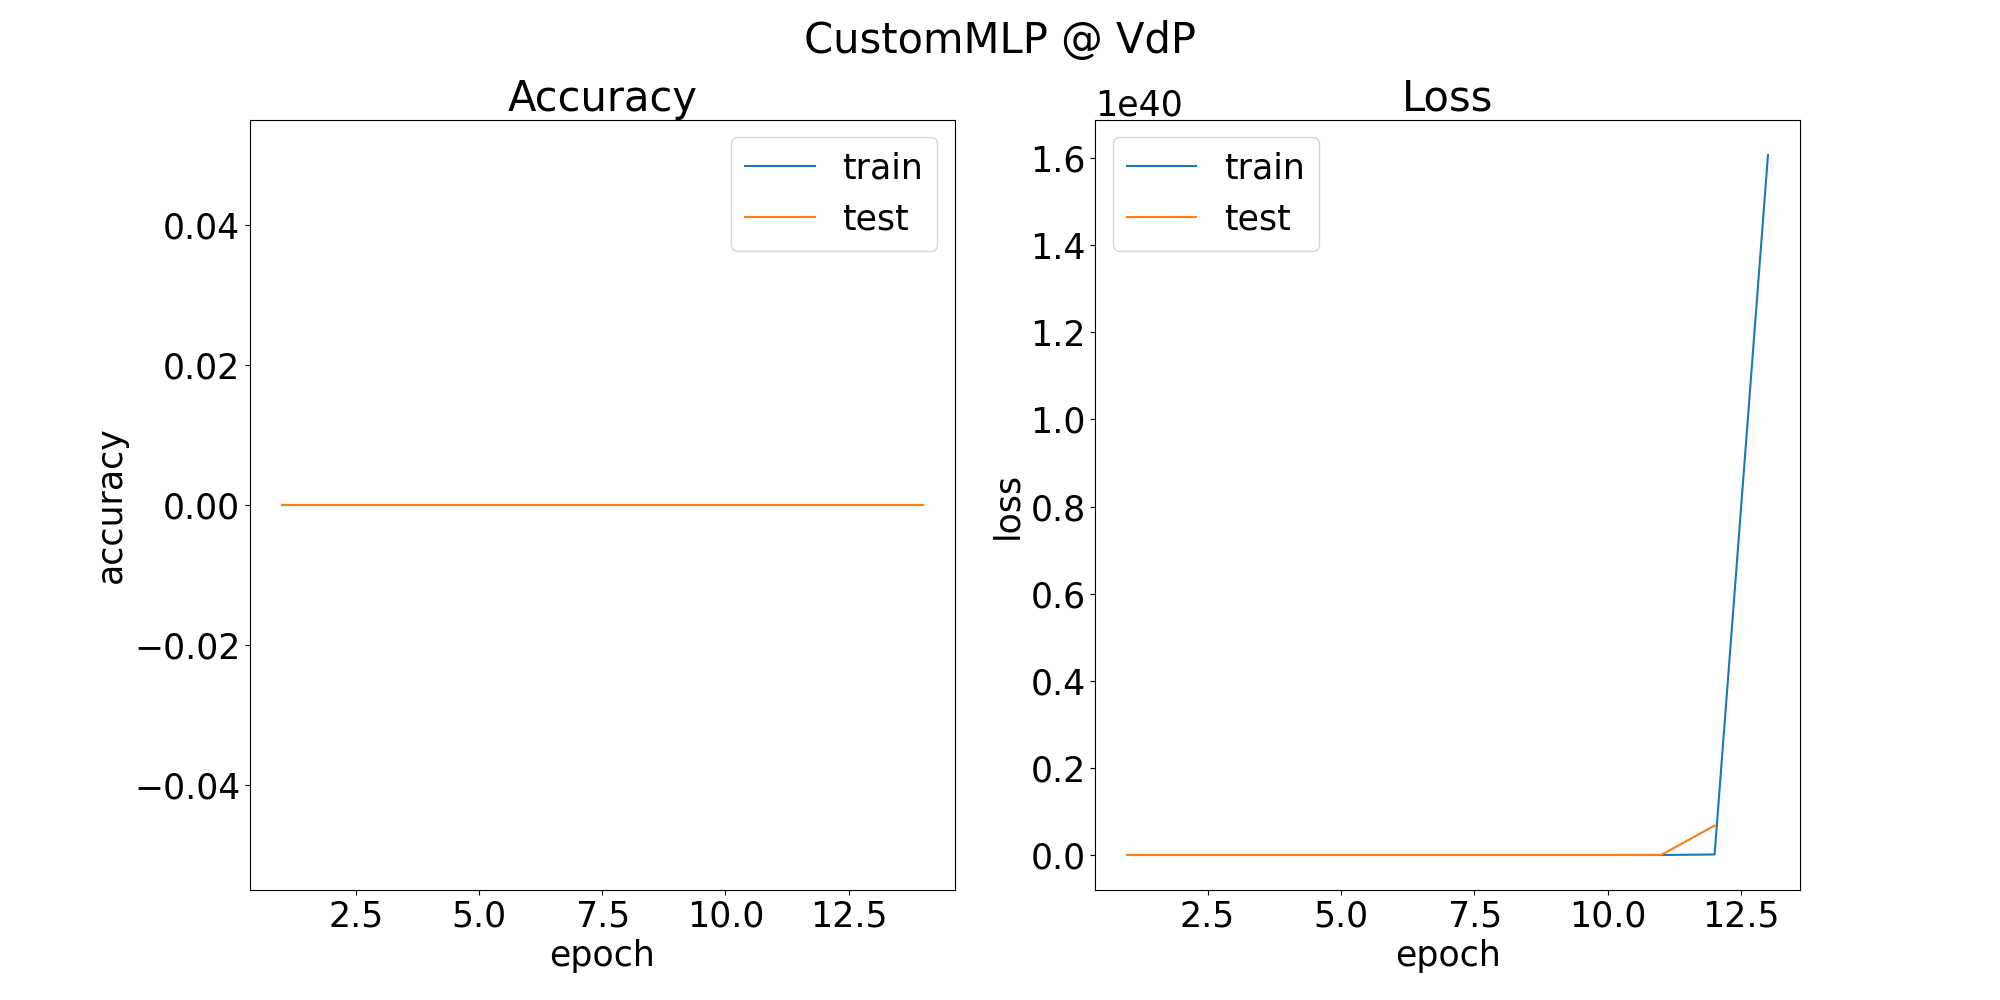 CustomMLP @ VdP
Accuracy
train
test
0.04
0.02
0.00
−0.02
−0.04
accuracy
2.5 5.0 7.5 10.0 12.5
epoch
Loss
1e40
train
test
1.6
1.4
1.2
1.0
0.8
0.6
0.4
0.2
0.0
loss
2.5 5.0 7.5 10.0 12.5
epoch